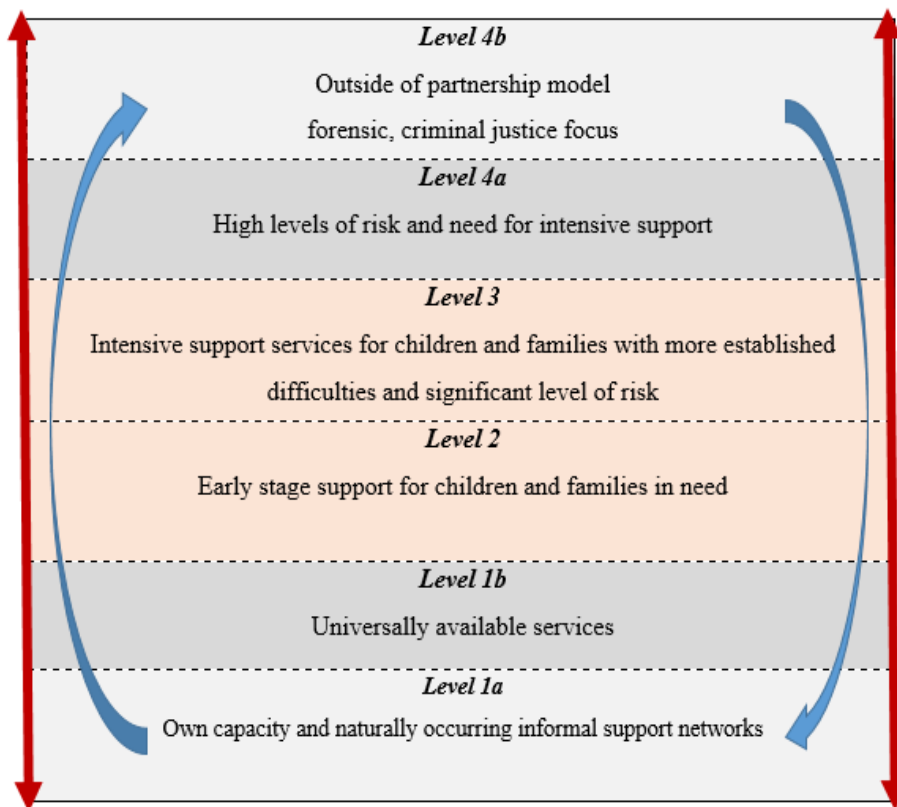 Level 4b
Outside of partnership model
forensic, criminal justice focus
Level 4a
High levels of risk and need for intensive support
Level 3
Intensive support services for children and families with more established
difficulties and significant level of risk
Level 2
Early stage support for children and families in need
Level 1b
Universally available services
Level 1a
Own capacity and naturally occurring informal support networks